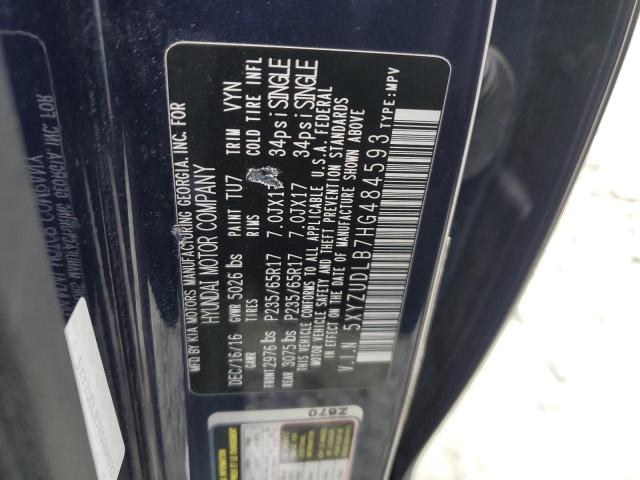 MFD BY KIA MOTORS MANUFACTURING GEORGIA, INC. FOR
HYUNDAI MOTOR COMPANY
DEC/16/16 GVWR 5026 lbs PAINT TU7 TRIM VYN
GAWR TIRES RIMS COLD TIRE INFL
FRONT 2976 lbs P235/65R17 7.0JX17 34psi SINGLE
REAR 3075 lbs P235/65R17 7.0JX17 34psi SINGLE
THIS VEHICLE CONFORMS TO ALL APPLICABLE U.S.A. FEDERAL
MOTOR VEHICLE SAFETY, BUMPER, AND THEFT PREVENTION STANDARDS
IN EFFECT ON THE DATE OF MANUFACTURE SHOWN ABOVE
V.I.N 5XYZUDLB7HG484593 TYPE:MPV
Z670